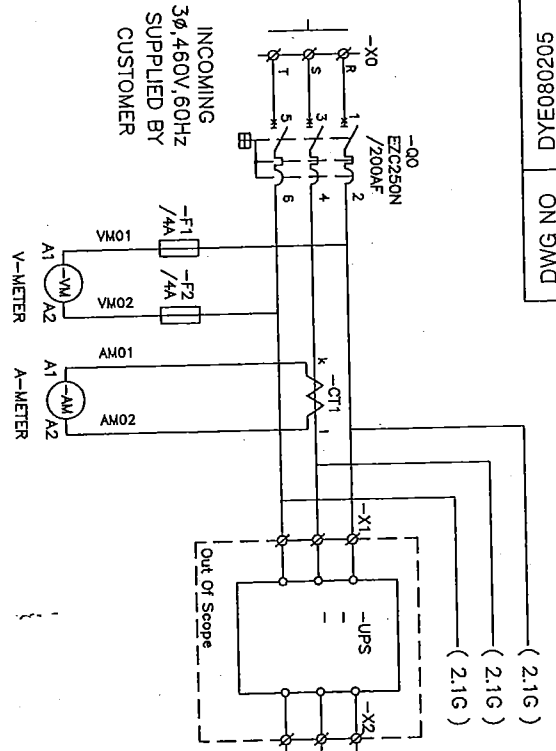 DYE080205
DWG NO
INCOMING
3ø,460V,60Hz
SUPPLIED BY
CUSTOMER
-X0
R
S
T
1
3
5
-Q0
EZC250N
/200AF
2
4
6
-F1
/4A
-F2
/4A
VM01
VM02
A1
-VM
A2
V-METER
AM01
AM02
A1
-AM
A2
A-METER
k
-CT1
l
-X1
-UPS
-X2
Out Of Scope
( 2.1G )
( 2.1G )
( 2.1G )